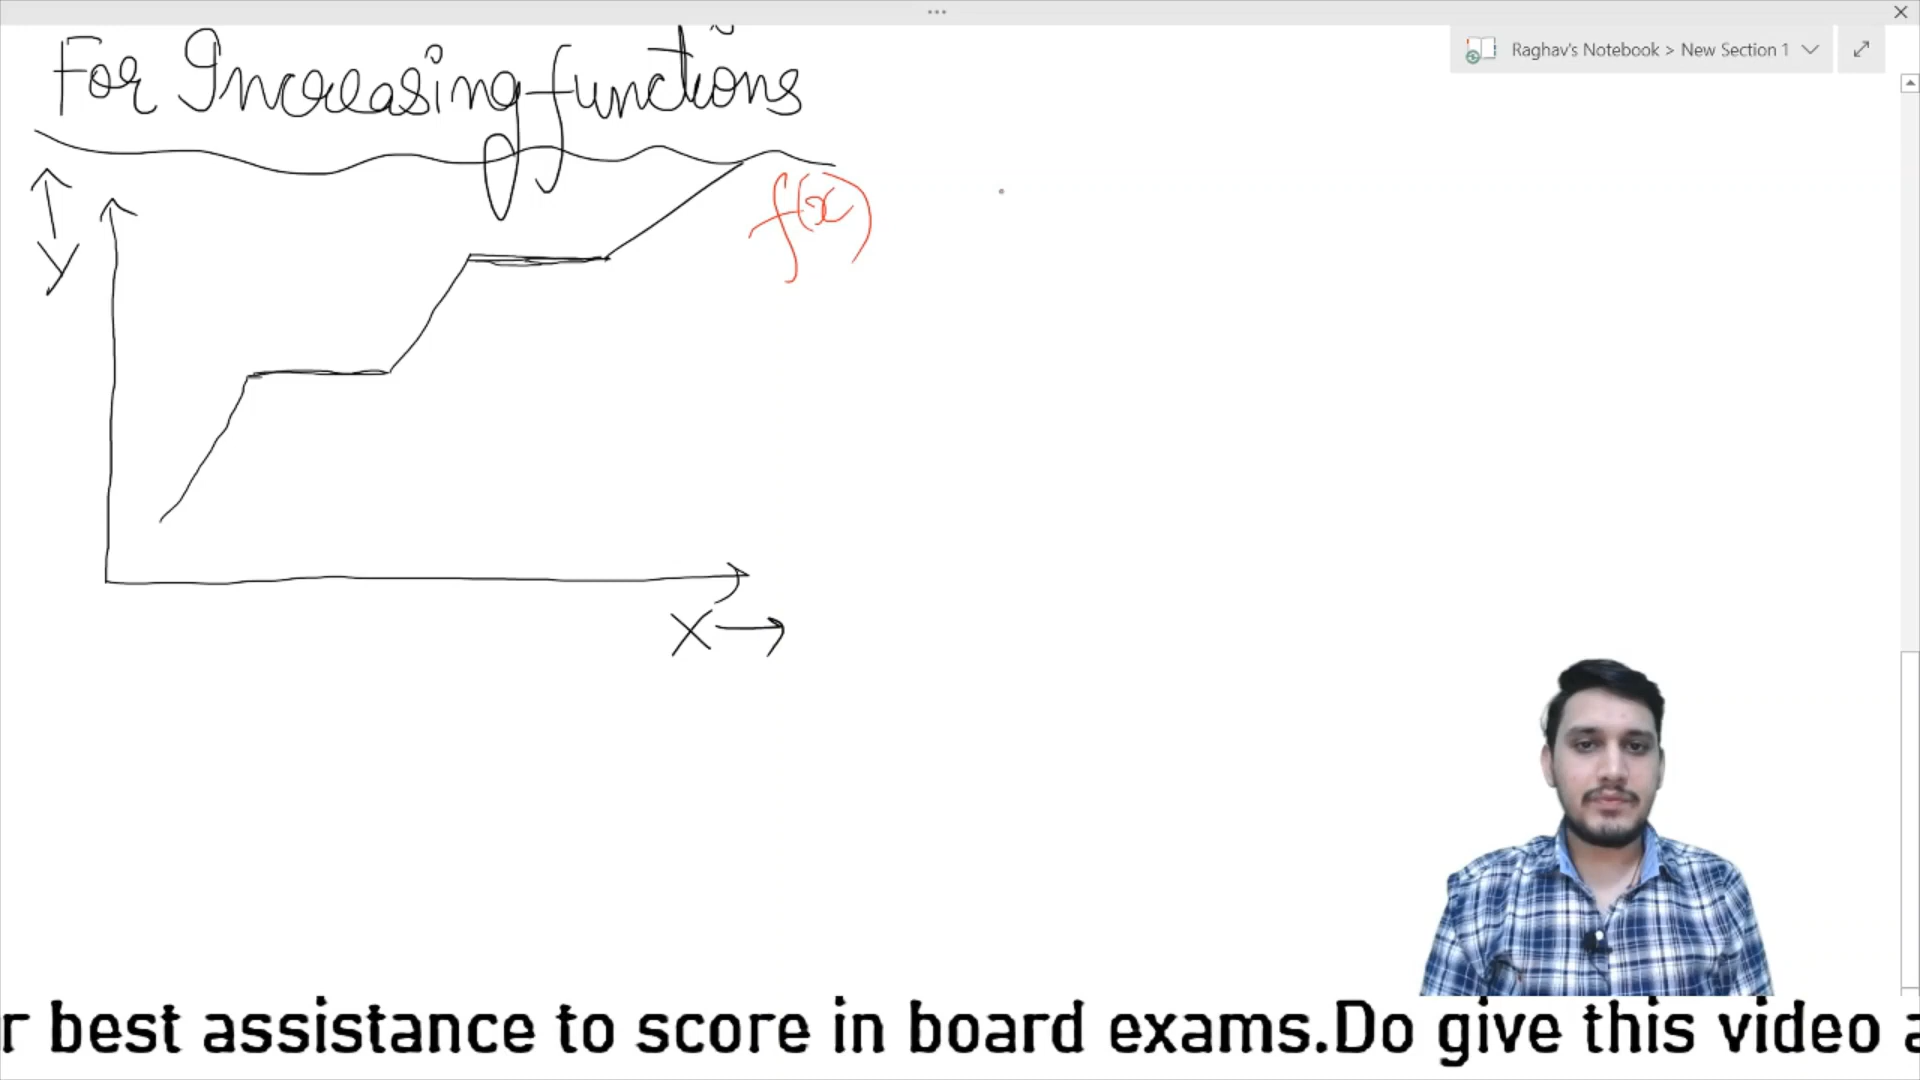 ...
Raghav's Notebook > New Section 1
For Increasing functions
y
f(x)
X
r best assistance to score in board exams.Do give this video a